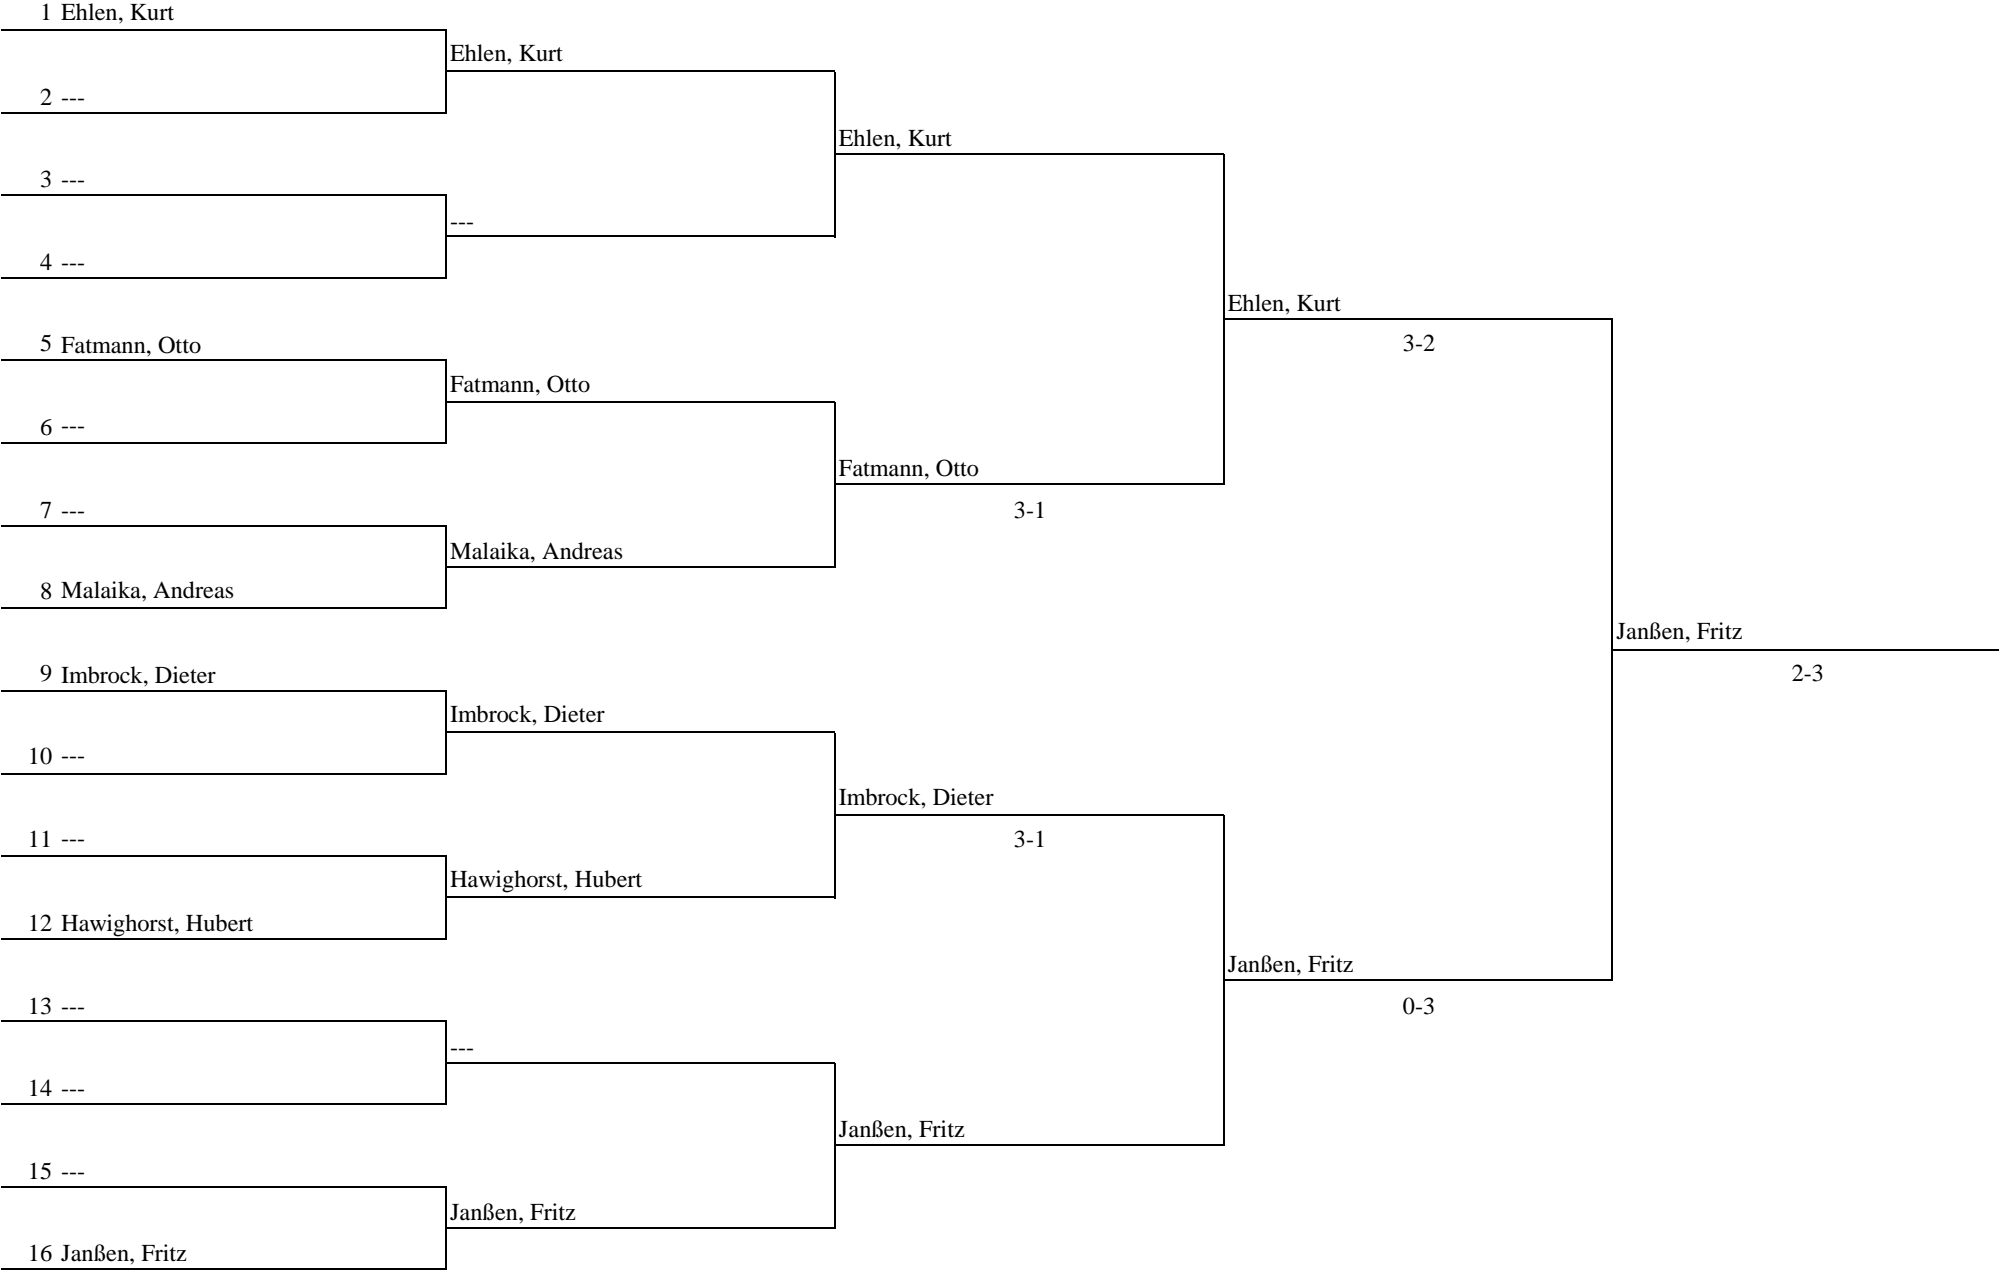 1 Ehlen, Kurt
Ehlen, Kurt
2 ---
Ehlen, Kurt
3 ---
---
4 ---
Ehlen, Kurt
3-2
5 Fatmann, Otto
Fatmann, Otto
6 ---
Fatmann, Otto
3-1
7 ---
Malaika, Andreas
8 Malaika, Andreas
Janßen, Fritz
2-3
9 Imbrock, Dieter
Imbrock, Dieter
10 ---
Imbrock, Dieter
3-1
11 ---
Hawighorst, Hubert
12 Hawighorst, Hubert
Janßen, Fritz
0-3
13 ---
---
14 ---
Janßen, Fritz
15 ---
Janßen, Fritz
16 Janßen, Fritz